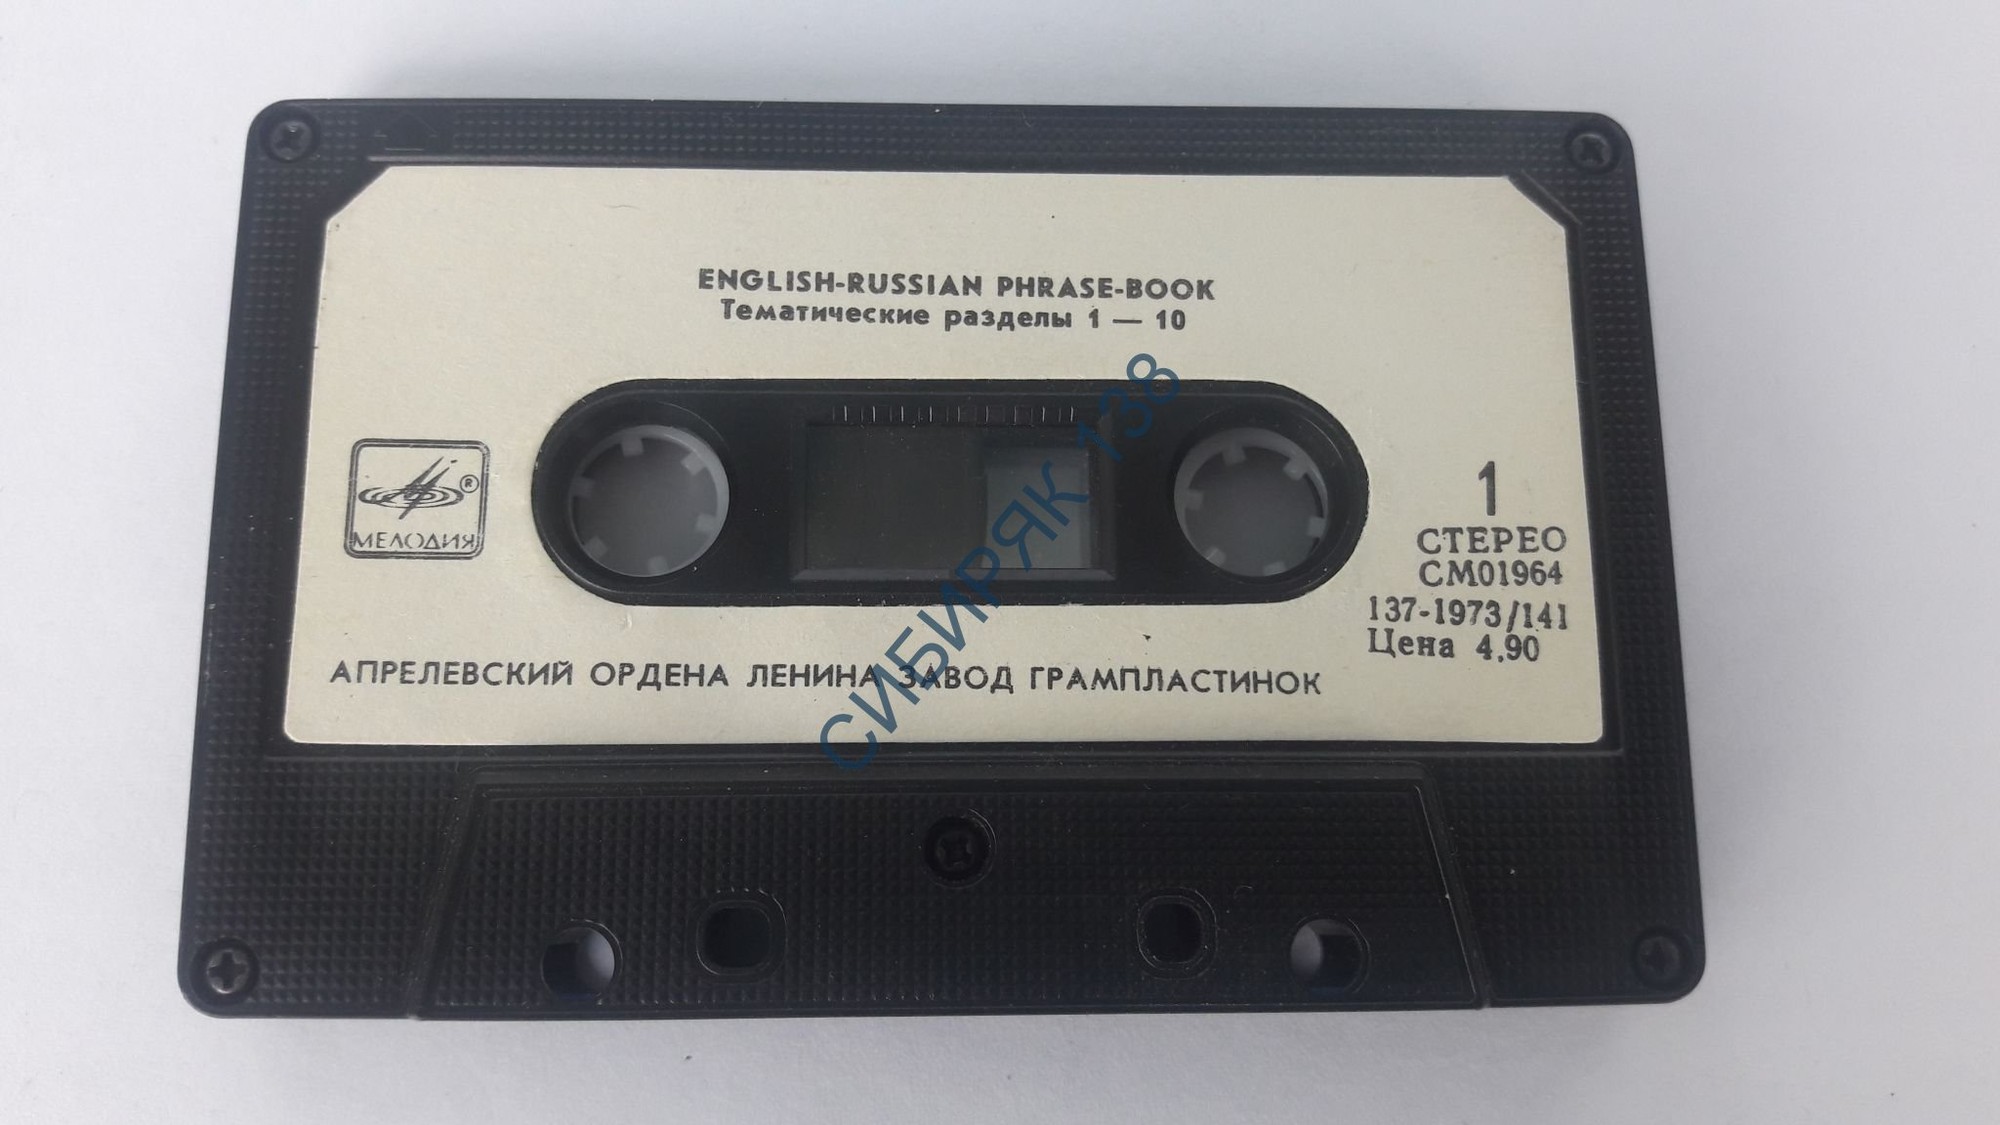 ENGLISH-RUSSIAN PHRASE-BOOK
Тематические разделы 1 — 10
МЕЛОДИЯ
®
1
СТЕРЕО
СМ01964
137-1973/141
Цена 4.90
АПРЕЛЕВСКИЙ ОРДЕНА ЛЕНИНА ЗАВОД ГРАМПЛАСТИНОК
СИБИРЯК 138